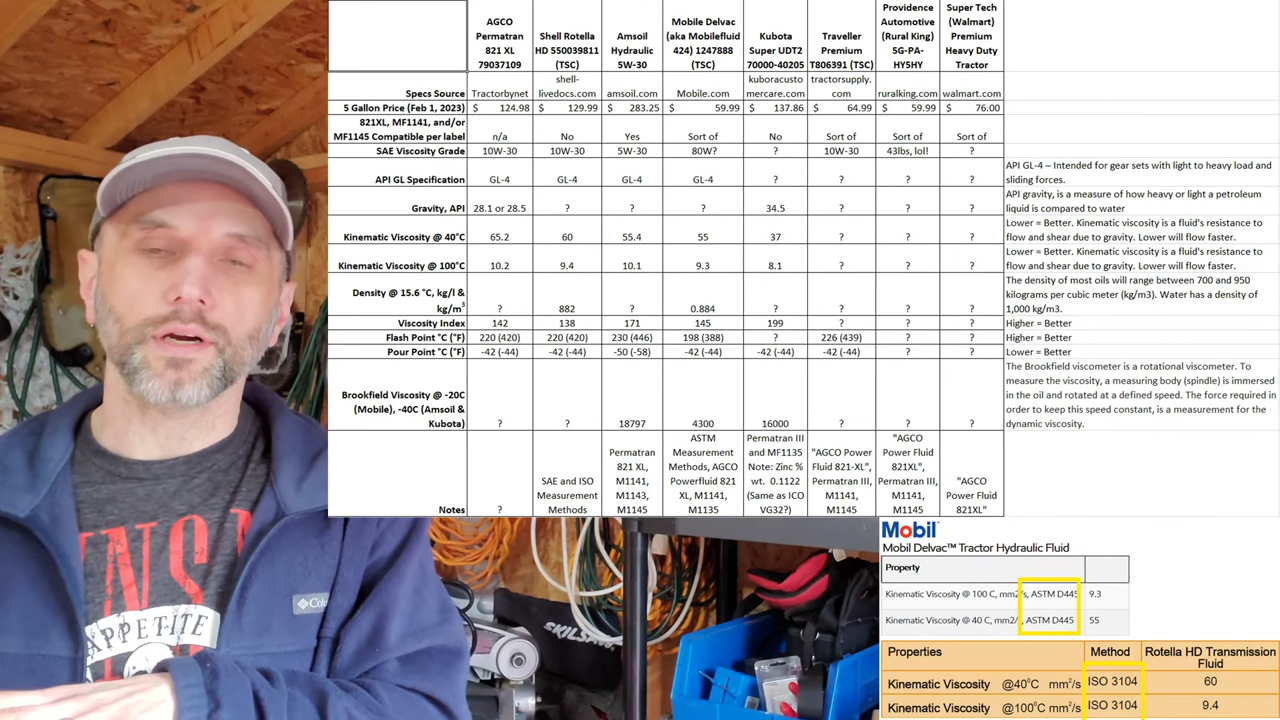 AGCO Permatran 821 XL 79037109
Shell Rotella HD 550039811 (TSC)
Amsoil Hydraulic 5W-30
Mobile Delvac (aka Mobilefluid 424) 1247888 (TSC)
Kubota Super UDT2 70000-40205
Traveller Premium T806391 (TSC)
Providence Automotive (Rural King) 5G-PA-HY5HY
Super Tech (Walmart) Premium Heavy Duty Tractor
Specs Source Tractorbynet shell-livedocs.com amsoil.com Mobile.com kuboracustomercare.com tractorsupply.com ruralking.com walmart.com
5 Gallon Price (Feb 1, 2023) $ 124.98 $ 129.99 $ 283.25 $ 59.99 $ 137.86 $ 64.99 $ 59.99 $ 76.00
821XL, MF1141, and/or MF1145 Compatible per label n/a No Yes Sort of No Sort of Sort of Sort of
SAE Viscosity Grade 10W-30 10W-30 5W-30 80W? ? 10W-30 43lbs, lol! ?
API GL Specification GL-4 GL-4 GL-4 GL-4 ? ? ? ? API GL-4 – Intended for gear sets with light to heavy load and sliding forces.
Gravity, API 28.1 or 28.5 ? ? ? 34.5 ? ? ? API gravity, is a measure of how heavy or light a petroleum liquid is compared to water
Kinematic Viscosity @ 40°C 65.2 60 55.4 55 37 ? ? ? Lower = Better. Kinematic viscosity is a fluid's resistance to flow and shear due to gravity. Lower will flow faster.
Kinematic Viscosity @ 100°C 10.2 9.4 10.1 9.3 8.1 ? ? ? Lower = Better. Kinematic viscosity is a fluid's resistance to flow and shear due to gravity. Lower will flow faster.
Density @ 15.6 °C, kg/l & kg/m³ ? 882 ? 0.884 ? ? ? ? The density of most oils will range between 700 and 950 kilograms per cubic meter (kg/m3). Water has a density of 1,000 kg/m3.
Viscosity Index 142 138 171 145 199 ? ? ? Higher = Better
Flash Point °C (°F) 220 (420) 220 (420) 230 (446) 198 (388) ? 226 (439) ? ? Higher = Better
Pour Point °C (°F) -42 (-44) -42 (-44) -50 (-58) -42 (-44) -42 (-44) -42 (-44) ? ? Lower = Better
Brookfield Viscosity @ -20C (Mobile), -40C (Amsoil & Kubota) ? ? 18797 4300 16000 ? ? ? The Brookfield viscometer is a rotational viscometer. To measure the viscosity, a measuring body (spindle) is immersed in the oil and rotated at a defined speed. The force required in order to keep this speed constant, is a measurement for the dynamic viscosity.
Notes ? SAE and ISO Measurement Methods Permatran 821 XL, M1141, M1143, M1145 ASTM Measurement Methods, AGCO Powerfluid 821 XL, M1141, M1135 Permatran III and MF1135 Note: Zinc % wt. 0.1122 (Same as ICO VG32?) "AGCO Power Fluid 821-XL", Permatran III, M1141, M1145 "AGCO Power Fluid 821XL", Permatran III, M1141, M1145 "AGCO Power Fluid 821XL"
Mobil
Mobil Delvac™ Tractor Hydraulic Fluid
Property
Kinematic Viscosity @ 100 C, mm2/s, ASTM D445 9.3
Kinematic Viscosity @ 40 C, mm2/s, ASTM D445 55
Properties Method Rotella HD Transmission Fluid
Kinematic Viscosity @40°C mm²/s ISO 3104 60
Kinematic Viscosity @100°C mm²/s ISO 3104 9.4
Columbia
PPETITE
SKILSAW